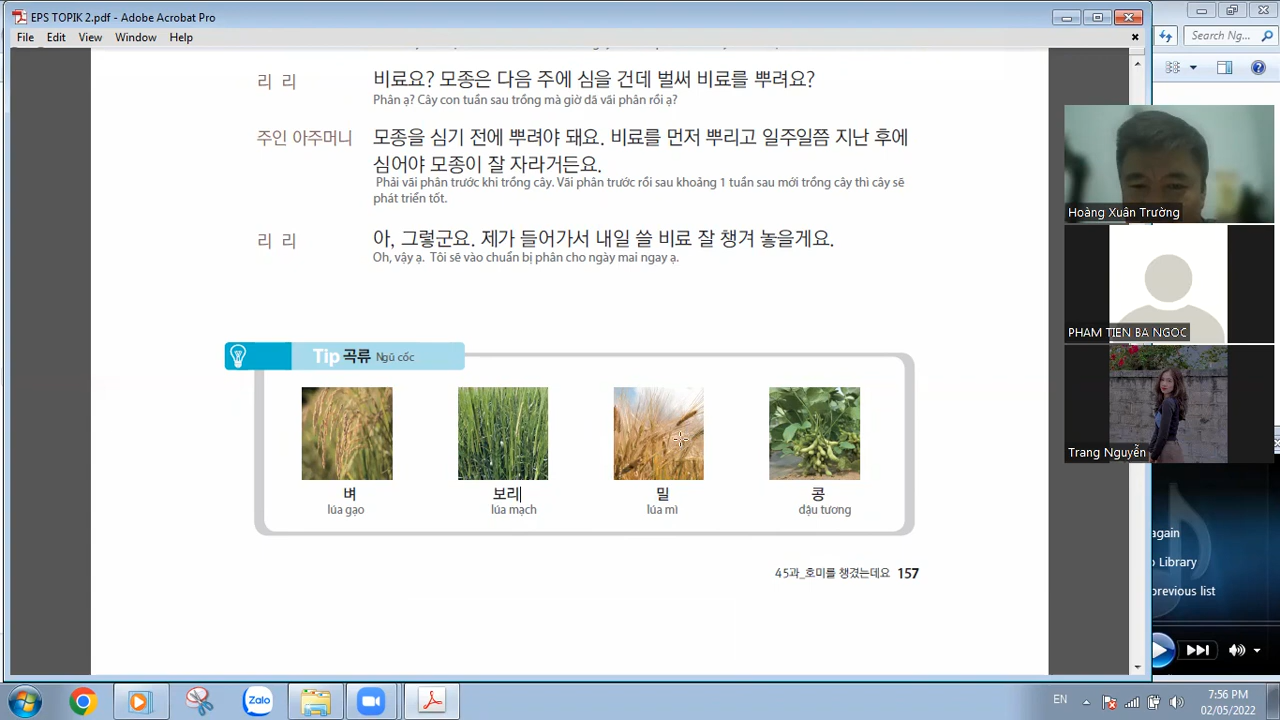 EPS TOPIK 2.pdf - Adobe Acrobat Pro
File Edit View Window Help
Search Ng...
리 리
비료요? 모종은 다음 주에 심을 건데 벌써 비료를 뿌려요?
Phân ạ? Cây con tuần sau trồng mà giờ đã vãi phân rồi ạ?
주인 아주머니
모종을 심기 전에 뿌려야 돼요. 비료를 먼저 뿌리고 일주일쯤 지난 후에
심어야 모종이 잘 자라거든요.
Phải vãi phân trước khi trồng cây. Vãi phân trước rồi sau khoảng 1 tuần sau mới trồng cây thì cây sẽ
phát triển tốt.
리 리
아, 그렇군요. 제가 들어가서 내일 쓸 비료 잘 챙겨 놓을게요.
Oh, vậy ạ. Tôi sẽ vào chuẩn bị phân cho ngày mai ngay ạ.
Tip 곡류 Ngũ cốc
벼 보리 밀 콩
lúa gạo lúa mạch lúa mì đậu tương
45과_호미를 챙겼는데요 157
Hoàng Xuân Trường
PHAM TIEN BA NGOC
Trang Nguyễn
again
Library
previous list
Zalo
EN
7:56 PM
02/05/2022